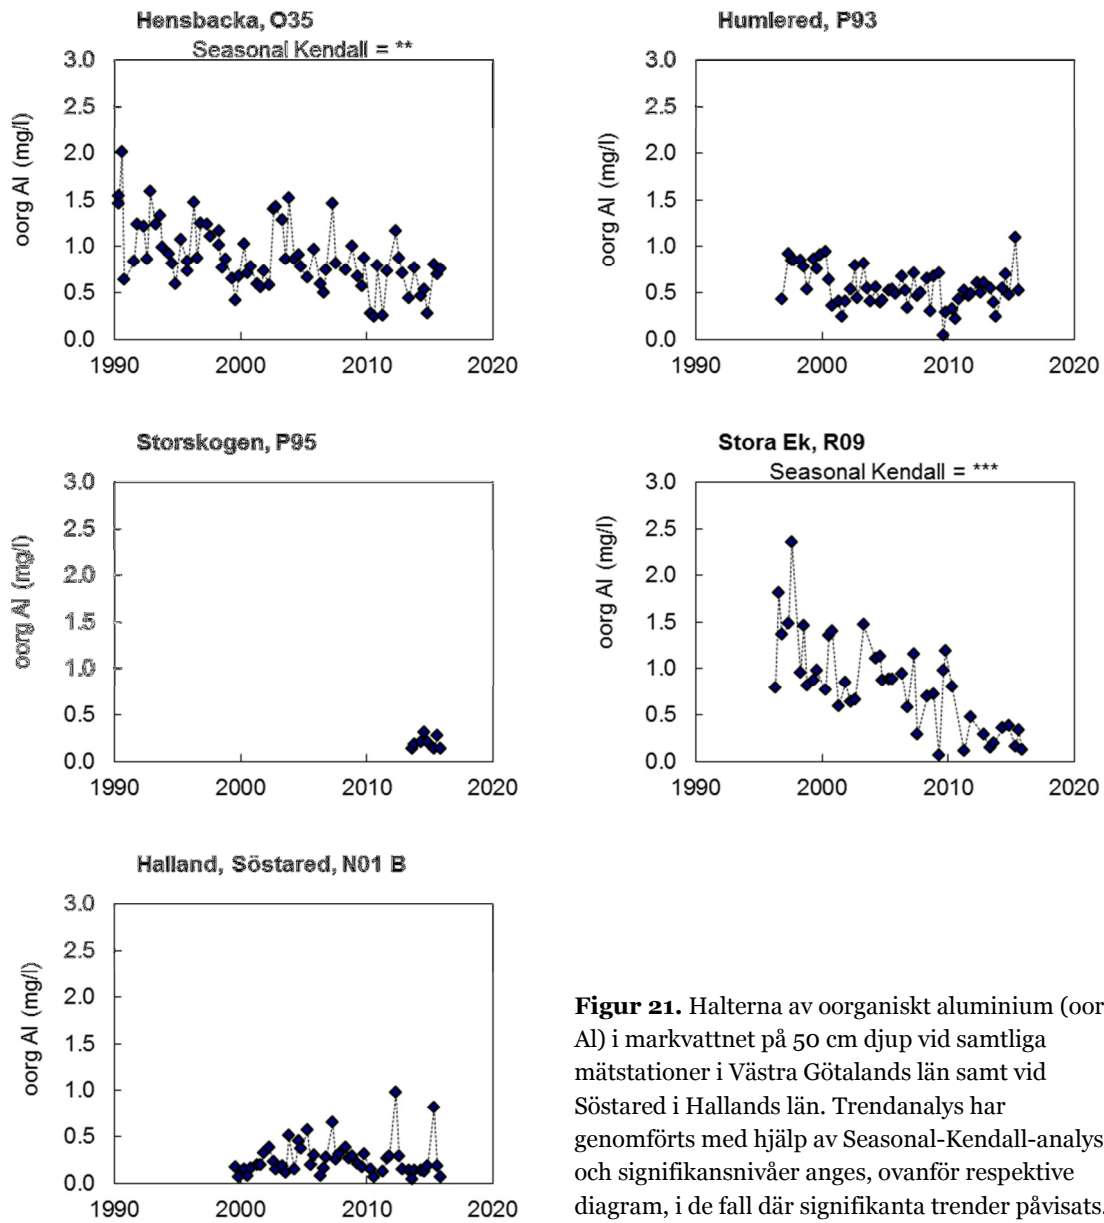 Hensbacka, O35
Seasonal Kendall = **
oorg Al (mg/l)
3.0
2.5
2.0
1.5
1.0
0.5
0.0
1990 2000 2010 2020
Humlered, P93
oorg Al (mg/l)
3.0
2.5
2.0
1.5
1.0
0.5
0.0
1990 2000 2010 2020
Storskogen, P95
oorg Al (mg/l)
3.0
2.5
2.0
1.5
1.0
0.5
0.0
1990 2000 2010 2020
Stora Ek, R09
Seasonal Kendall = ***
oorg Al (mg/l)
3.0
2.5
2.0
1.5
1.0
0.5
0.0
1990 2000 2010 2020
Halland, Söstared, N01 B
oorg Al (mg/l)
3.0
2.5
2.0
1.5
1.0
0.5
0.0
1990 2000 2010 2020
Figur 21. Halterna av oorganiskt aluminium (oor
Al) i markvattnet på 50 cm djup vid samtliga
mätstationer i Västra Götalands län samt vid
Söstared i Hallands län. Trendanalys har
genomförts med hjälp av Seasonal-Kendall-analys
och signifikansnivåer anges, ovanför respektive
diagram, i de fall där signifikanta trender påvisats.